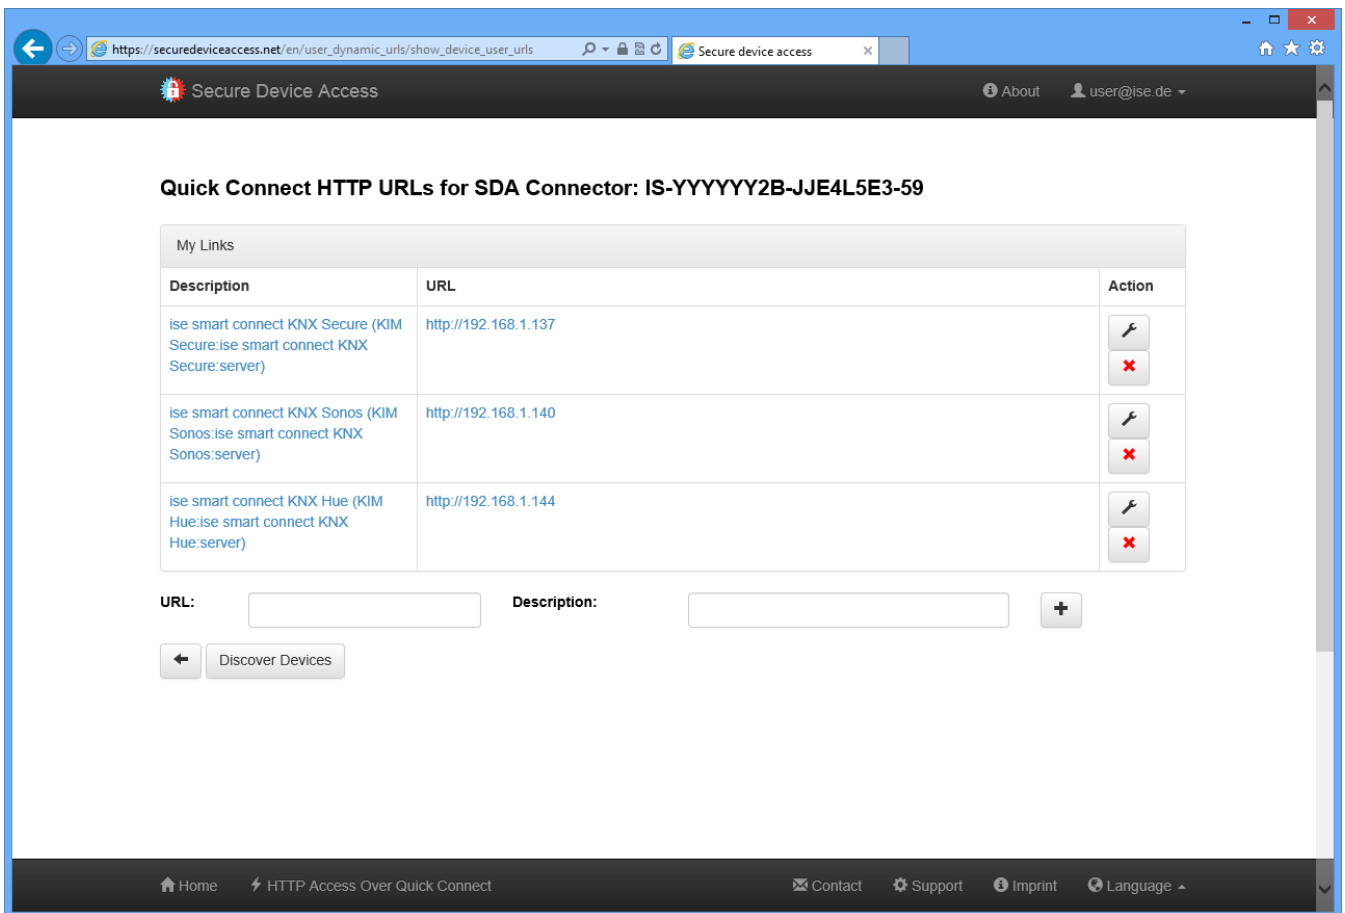 https://securedeviceaccess.net/en/user_dynamic_urls/show_device_user_urls
Secure device access
Secure Device Access
About
user@ise.de
Quick Connect HTTP URLs for SDA Connector: IS-YYYYYY2B-JJE4L5E3-59
My Links
Description URL Action
ise smart connect KNX Secure (KIM http://192.168.1.137
Secure:ise smart connect KNX
Secure:server)
ise smart connect KNX Sonos (KIM http://192.168.1.140
Sonos:ise smart connect KNX
Sonos:server)
ise smart connect KNX Hue (KIM http://192.168.1.144
Hue:ise smart connect KNX
Hue:server)
URL: Description:
Discover Devices
Home HTTP Access Over Quick Connect Contact Support Imprint Language